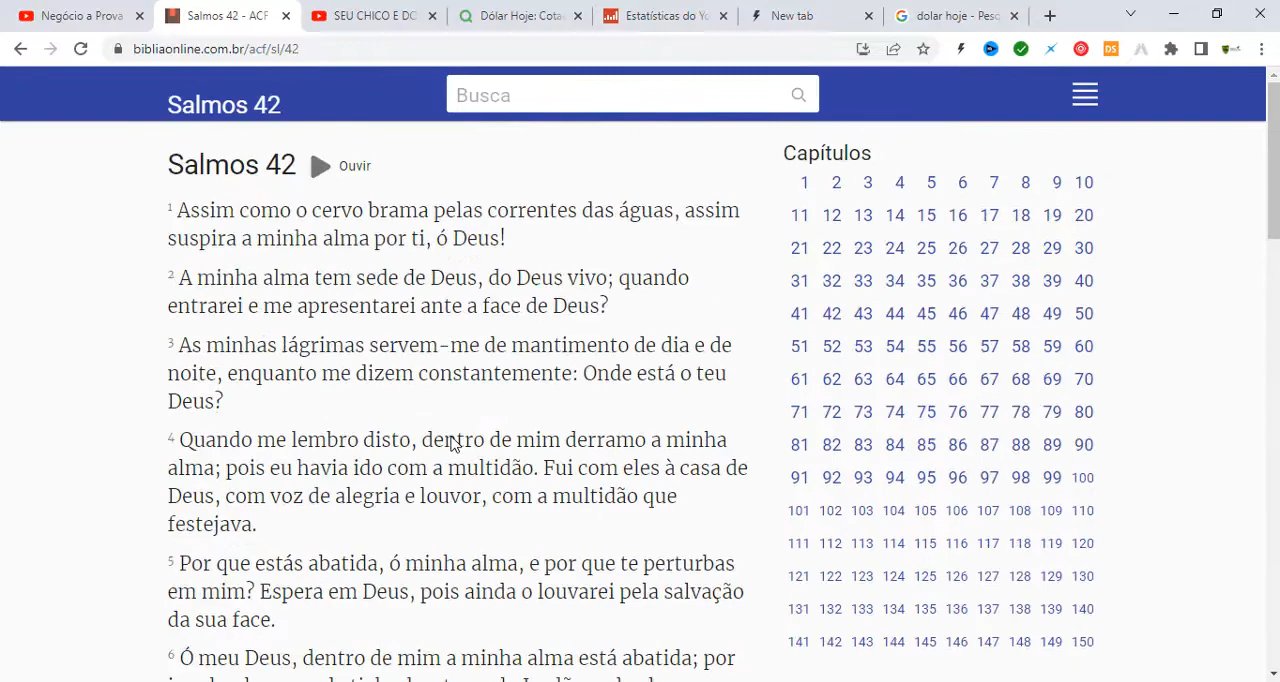 Negócio a Prova
Salmos 42 - ACF
SEU CHICO E DO
Dólar Hoje: Cota
Estatísticas do Yo
New tab
dolar hoje - Pesq
bibliaonline.com.br/acf/sl/42
DS
Salmos 42
Busca
Salmos 42
Ouvir
1 Assim como o cervo brama pelas correntes das águas, assim
suspira a minha alma por ti, ó Deus!
2 A minha alma tem sede de Deus, do Deus vivo; quando
entrarei e me apresentarei ante a face de Deus?
3 As minhas lágrimas servem-me de mantimento de dia e de
noite, enquanto me dizem constantemente: Onde está o teu
Deus?
4 Quando me lembro disto, dentro de mim derramo a minha
alma; pois eu havia ido com a multidão. Fui com eles à casa de
Deus, com voz de alegria e louvor, com a multidão que
festejava.
5 Por que estás abatida, ó minha alma, e por que te perturbas
em mim? Espera em Deus, pois ainda o louvarei pela salvação
da sua face.
6 Ó meu Deus, dentro de mim a minha alma está abatida; por
Capítulos
1 2 3 4 5 6 7 8 9 10
11 12 13 14 15 16 17 18 19 20
21 22 23 24 25 26 27 28 29 30
31 32 33 34 35 36 37 38 39 40
41 42 43 44 45 46 47 48 49 50
51 52 53 54 55 56 57 58 59 60
61 62 63 64 65 66 67 68 69 70
71 72 73 74 75 76 77 78 79 80
81 82 83 84 85 86 87 88 89 90
91 92 93 94 95 96 97 98 99 100
101 102 103 104 105 106 107 108 109 110
111 112 113 114 115 116 117 118 119 120
121 122 123 124 125 126 127 128 129 130
131 132 133 134 135 136 137 138 139 140
141 142 143 144 145 146 147 148 149 150